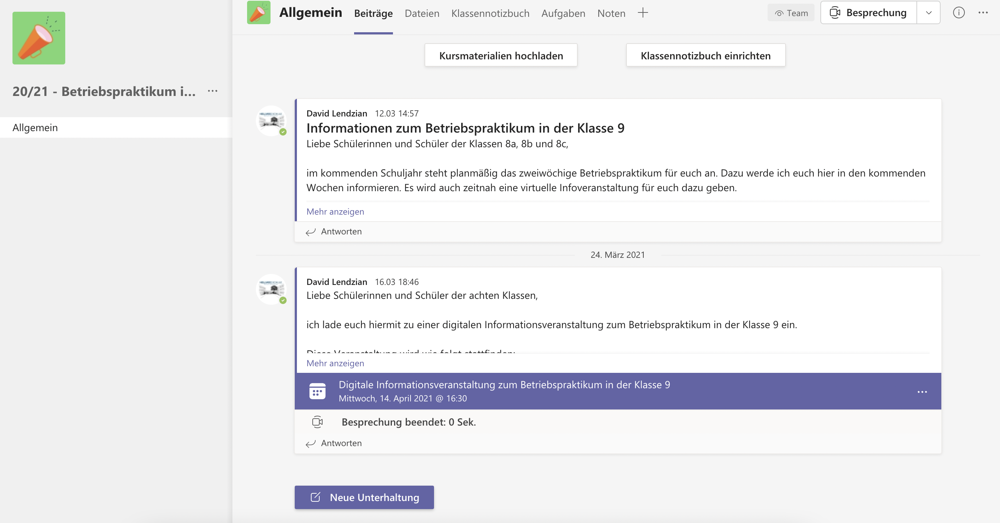 Allgemein Beiträge Dateien Klassennotizbuch Aufgaben Noten Team Besprechung
20/21 - Betriebspraktikum i...
Allgemein
Kursmaterialien hochladen Klassennotizbuch einrichten
David Lendzian 12.03 14:57
Informationen zum Betriebspraktikum in der Klasse 9
Liebe Schülerinnen und Schüler der Klassen 8a, 8b und 8c,
im kommenden Schuljahr steht planmäßig das zweiwöchige Betriebspraktikum für euch an. Dazu werde ich euch hier in den kommenden
Wochen informieren. Es wird auch zeitnah eine virtuelle Infoveranstaltung für euch dazu geben.
Mehr anzeigen
Antworten
24. März 2021
David Lendzian 16.03 18:46
Liebe Schülerinnen und Schüler der achten Klassen,
ich lade euch hiermit zu einer digitalen Informationsveranstaltung zum Betriebspraktikum in der Klasse 9 ein.
Diese Veranstaltung wird wie folgt stattfinden:
Mehr anzeigen
Digitale Informationsveranstaltung zum Betriebspraktikum in der Klasse 9
Mittwoch, 14. April 2021 @ 16:30
Besprechung beendet: 0 Sek.
Antworten
Neue Unterhaltung